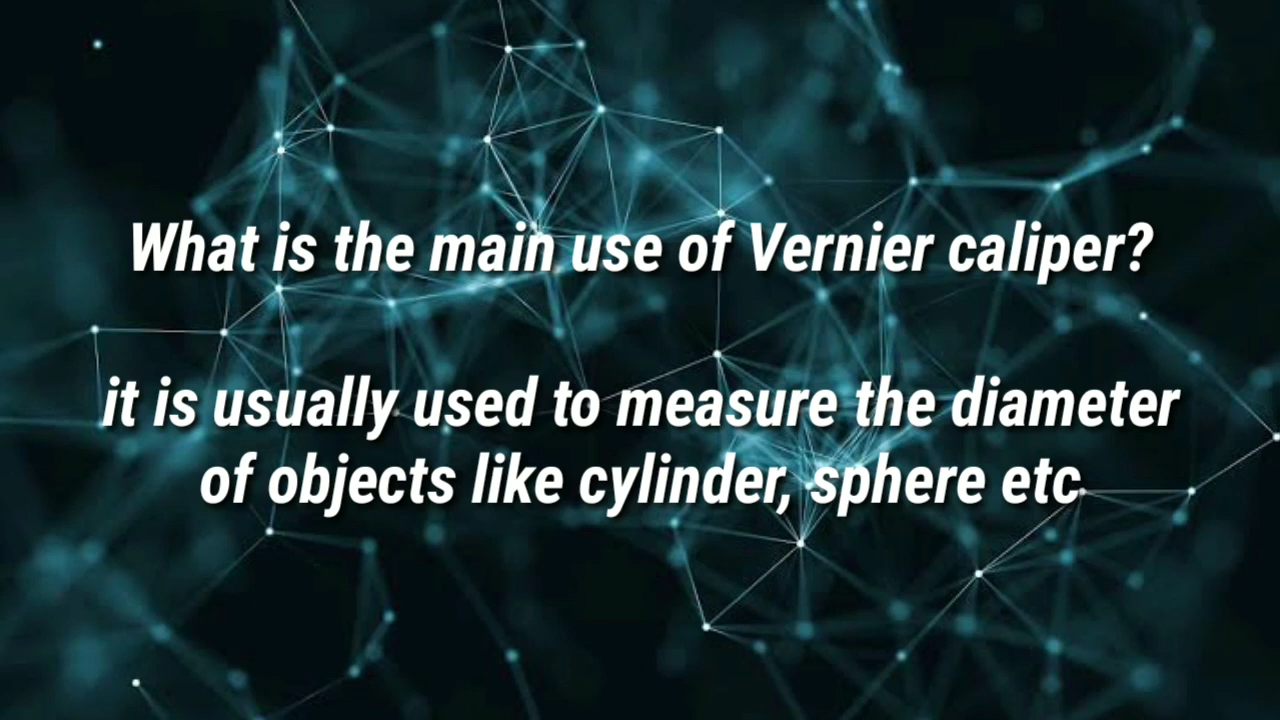 What is the main use of Vernier caliper?
it is usually used to measure the diameter
of objects like cylinder, sphere etc